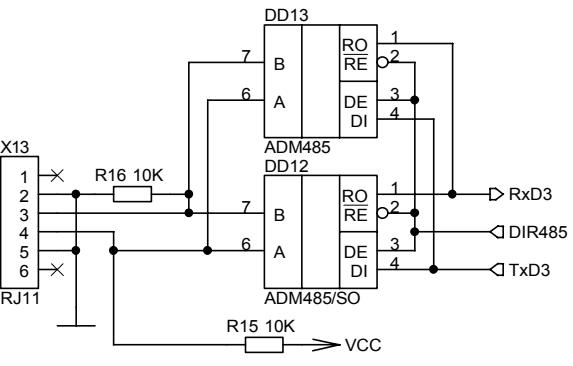 DD13
1
RO
7
B
RE
2
6
A
DE
3
DI
4
ADM485
X13
DD12
1
R16 10K
2
RO
1
RxD3
3
7
B
RE
2
4
DIR485
5
6
A
DE
3
6
DI
4
TxD3
RJ11
ADM485/SO
R15 10K
VCC